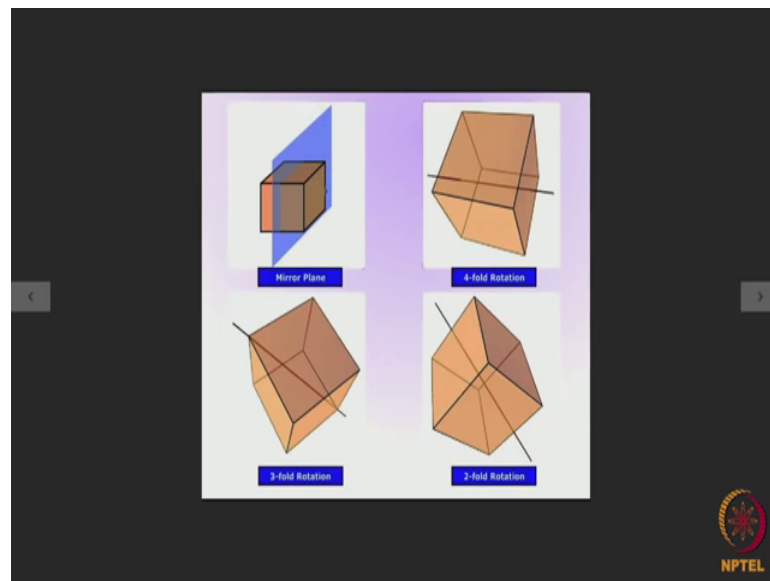 Mirror Plane
4-fold Rotation
3-fold Rotation
2-fold Rotation
NPTEL